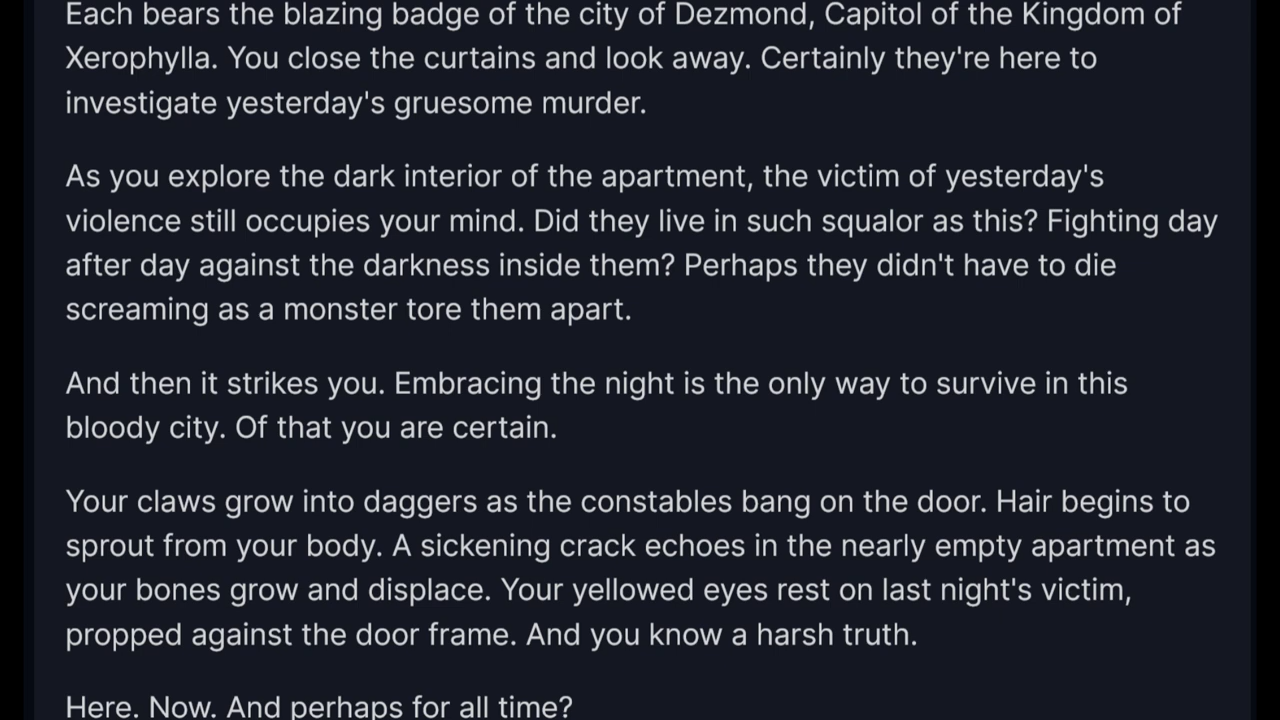 Each bears the blazing badge of the city of Dezmond, Capitol of the Kingdom of
Xerophylla. You close the curtains and look away. Certainly they're here to
investigate yesterday's gruesome murder.
As you explore the dark interior of the apartment, the victim of yesterday's
violence still occupies your mind. Did they live in such squalor as this? Fighting day
after day against the darkness inside them? Perhaps they didn't have to die
screaming as a monster tore them apart.
And then it strikes you. Embracing the night is the only way to survive in this
bloody city. Of that you are certain.
Your claws grow into daggers as the constables bang on the door. Hair begins to
sprout from your body. A sickening crack echoes in the nearly empty apartment as
your bones grow and displace. Your yellowed eyes rest on last night's victim,
propped against the door frame. And you know a harsh truth.
Here. Now. And perhaps for all time?